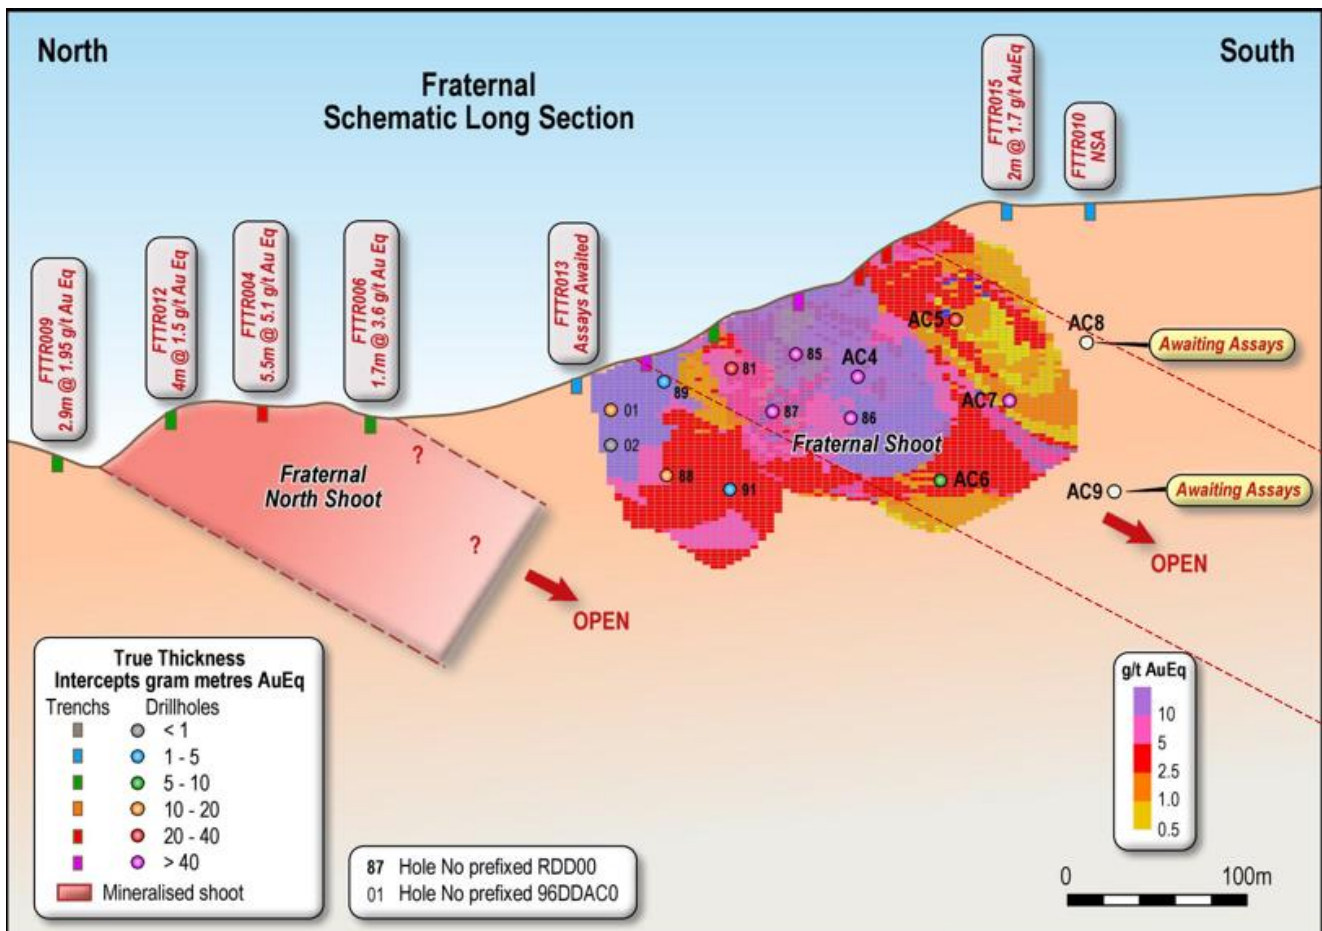 North
South
Fraternal
Schematic Long Section
FTTR009
2.9m @ 1.95 g/t Au Eq
FTTR012
4m @ 1.5 g/t Au Eq
FTTR004
5.5m @ 5.1 g/t Au Eq
FTTR006
1.7m @ 3.6 g/t Au Eq
FTTR013
Assays Awaited
FTTR015
2m @ 1.7 g/t AuEq
FTTR010
NSA
AC5
AC8
Awaiting Assays
85
AC4
81
89
01
87
86
AC7
02
Fraternal Shoot
88
91
AC6
AC9
Awaiting Assays
OPEN
Fraternal
North Shoot
?
?
OPEN
True Thickness
Intercepts gram metres AuEq
Trenchs Drillholes
< 1
1 - 5
5 - 10
10 - 20
20 - 40
> 40
Mineralised shoot
87 Hole No prefixed RDD00
01 Hole No prefixed 96DDAC0
g/t AuEq
10
5
2.5
1.0
0.5
0 100m